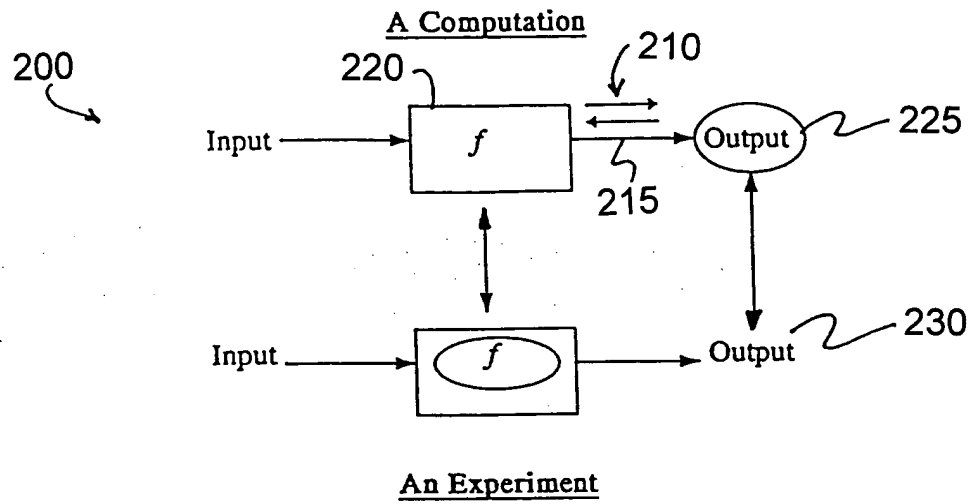 A Computation
200
220
210
Input
f
Output
225
215
Input
f
Output
230
An Experiment